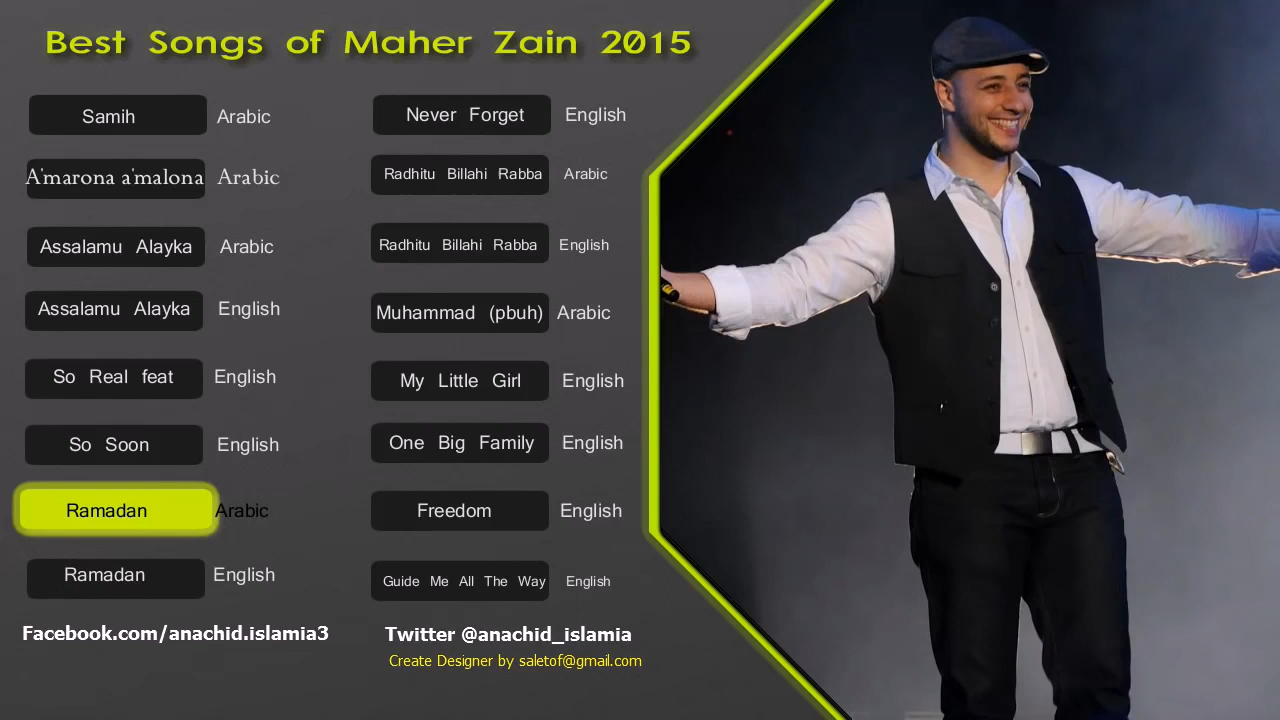 Best Songs of Maher Zain 2015
Samih Arabic
A'marona a'malona Arabic
Assalamu Alayka Arabic
Assalamu Alayka English
So Real feat English
So Soon English
Ramadan Arabic
Ramadan English
Never Forget English
Radhitu Billahi Rabba Arabic
Radhitu Billahi Rabba English
Muhammad (pbuh) Arabic
My Little Girl English
One Big Family English
Freedom English
Guide Me All The Way English
Facebook.com/anachid.islamia3
Twitter @anachid_islamia
Create Designer by saletof@gmail.com